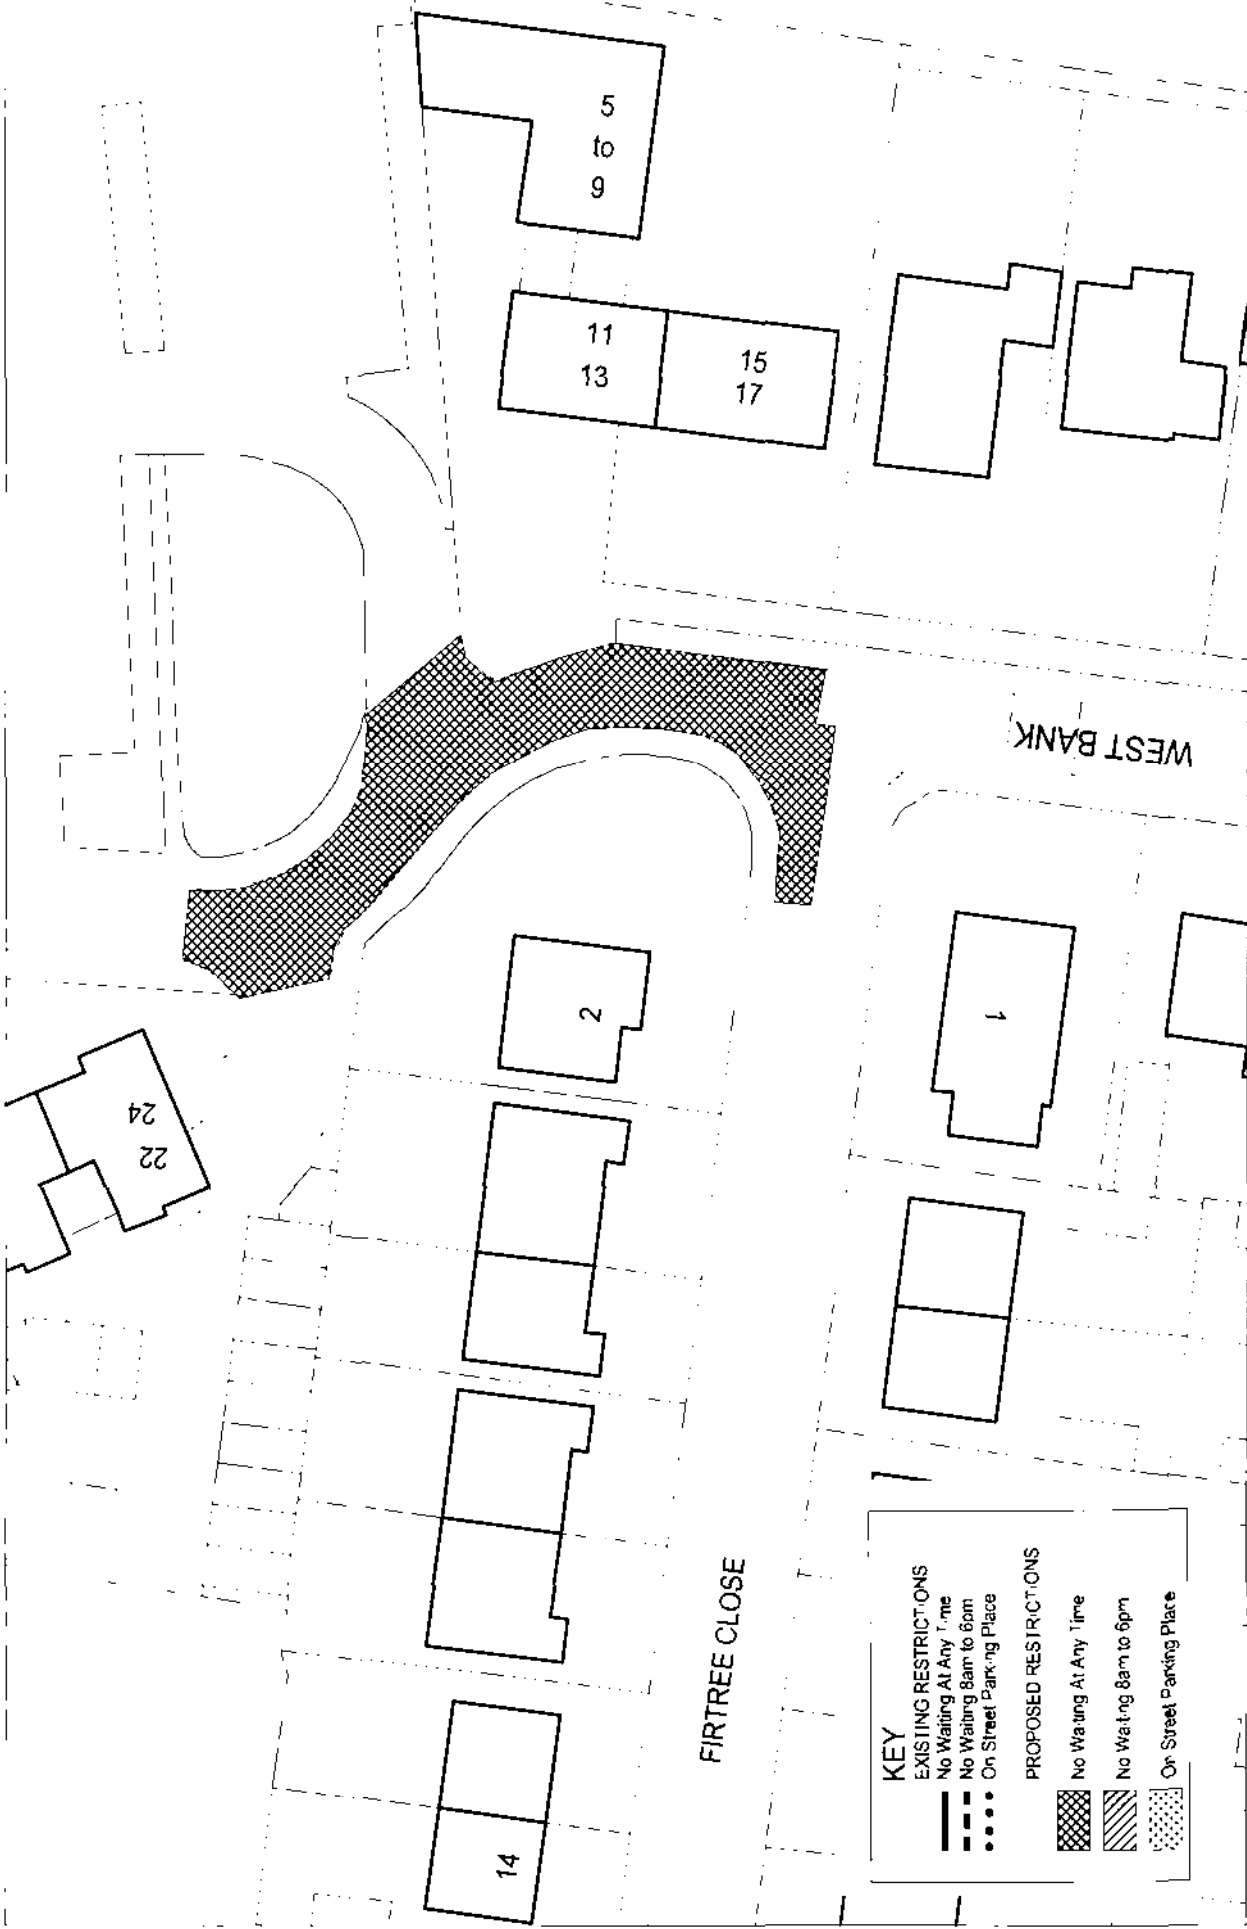 5
to
9
11
13
15
17
WEST BANK
2
1
24
22
14
FIRTREE CLOSE
KEY
EXISTING RESTRICTIONS
No Waiting At Any Time
No Waiting 8am to 6pm
On Street Parking Place
PROPOSED RESTRICTIONS
No Waiting At Any Time
No Waiting 8am to 6pm
On Street Parking Place